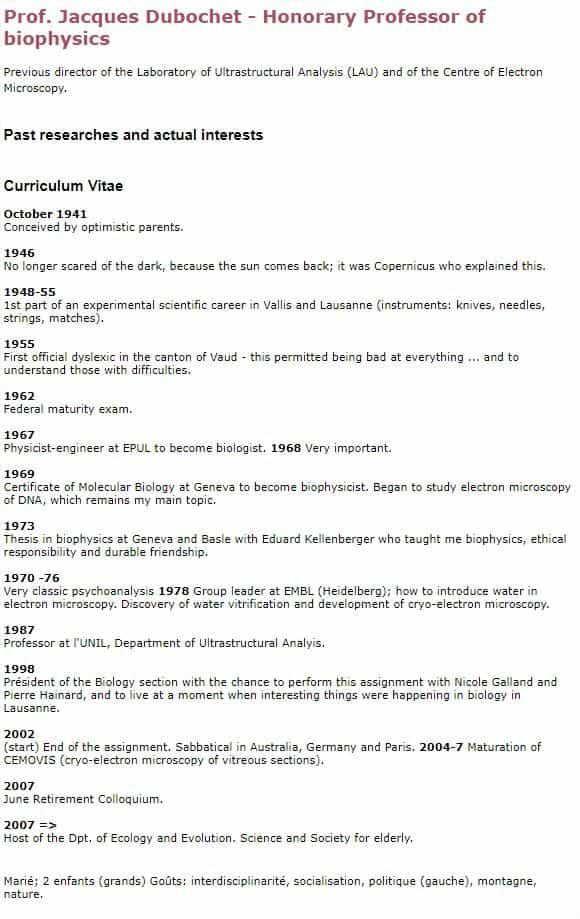 Prof. Jacques Dubochet - Honorary Professor of
biophysics
Previous director of the Laboratory of Ultrastructural Analysis (LAU) and of the Centre of Electron
Microscopy.
Past researches and actual interests
Curriculum Vitae
October 1941
Conceived by optimistic parents.
1946
No longer scared of the dark, because the sun comes back; it was Copernicus who explained this.
1948-55
1st part of an experimental scientific career in Vallis and Lausanne (instruments: knives, needles,
strings, matches).
1955
First official dyslexic in the canton of Vaud - this permitted being bad at everything ... and to
understand those with difficulties.
1962
Federal maturity exam.
1967
Physicist-engineer at EPUL to become biologist. 1968 Very important.
1969
Certificate of Molecular Biology at Geneva to become biophysicist. Began to study electron microscopy
of DNA, which remains my main topic.
1973
Thesis in biophysics at Geneva and Basle with Eduard Kellenberger who taught me biophysics, ethical
responsibility and durable friendship.
1970 -76
Very classic psychoanalysis 1978 Group leader at EMBL (Heidelberg); how to introduce water in
electron microscopy. Discovery of water vitrification and development of cryo-electron microscopy.
1987
Professor at l'UNIL, Department of Ultrastructural Analyis.
1998
Président of the Biology section with the chance to perform this assignment with Nicole Galland and
Pierre Hainard, and to live at a moment when interesting things were happening in biology in
Lausanne.
2002
(start) End of the assignment. Sabbatical in Australia, Germany and Paris. 2004-7 Maturation of
CEMOVIS (cryo-electron microscopy of vitreous sections).
2007
June Retirement Colloquium.
2007 =>
Host of the Dpt. of Ecology and Evolution. Science and Society for elderly.
Marié; 2 enfants (grands) Goûts: interdisciplinarité, socialisation, politique (gauche), montagne,
nature.